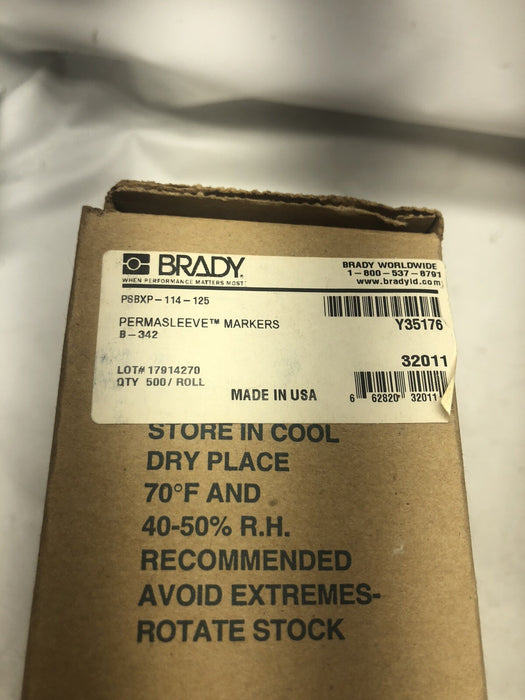 BRADY.
WHEN PERFORMANCE MATTERS MOST
BRADY WORLDWIDE
1-800-537-8791
www.bradyid.com
PSBXP-114-125
PERMASLEEVE™ MARKERS
B-342
Y35176
LOT# 17914270
QTY 500/ ROLL
MADE IN USA
32011
6 62820 32011
STORE IN COOL
DRY PLACE
70°F AND
40-50% R.H.
RECOMMENDED
AVOID EXTREMES-
ROTATE STOCK